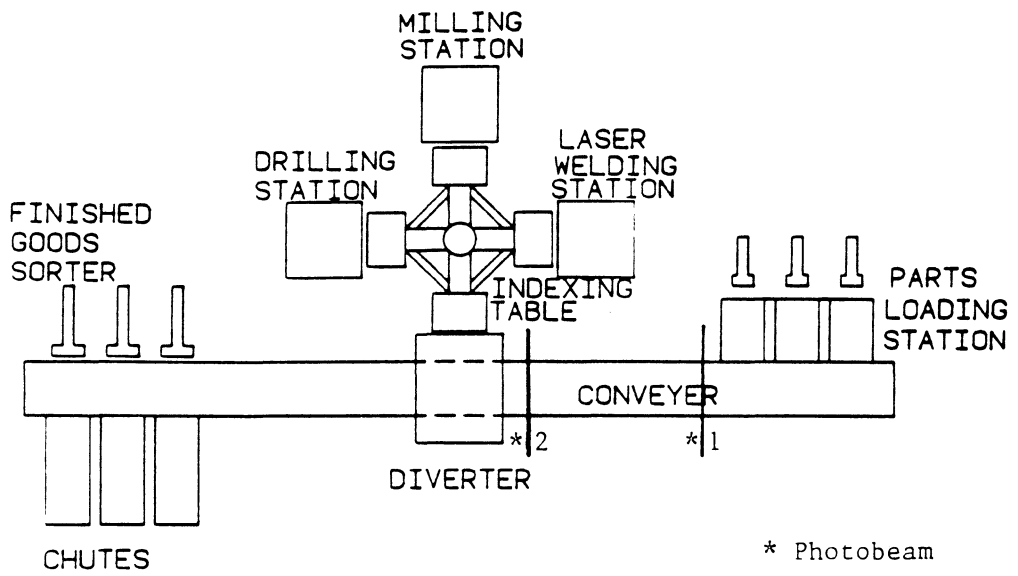 MILLING
STATION
DRILLING
STATION
LASER
WELDING
STATION
FINISHED
GOODS
SORTER
INDEXING
TABLE
PARTS
LOADING
STATION
CONVEYER
*2
*1
DIVERTER
CHUTES
* Photobeam